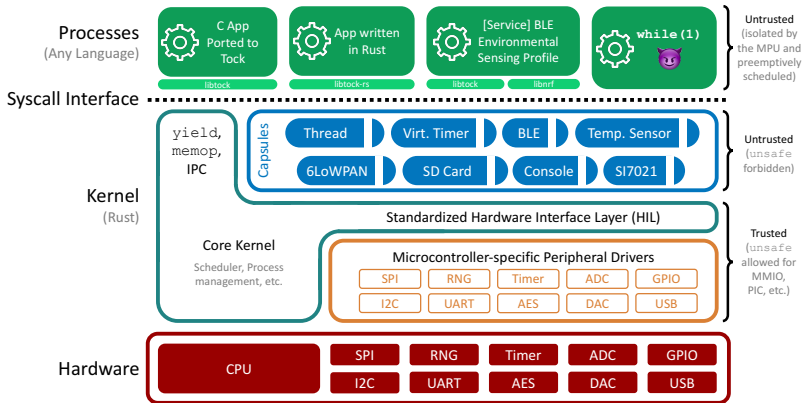 Processes
(Any Language)
C App
Ported to
Tock
libtock
App written
in Rust
libtock-rs
[Service] BLE
Environmental
Sensing Profile
libtock
libnrf
while(1)
Untrusted
(isolated by
the MPU and
preemptively
scheduled)
Syscall Interface
Kernel
(Rust)
yield,
memop,
IPC
Core Kernel
Scheduler, Process
management, etc.
Capsules
Thread
Virt. Timer
BLE
Temp. Sensor
6LoWPAN
SD Card
Console
SI7021
Untrusted
(unsafe
forbidden)
Standardized Hardware Interface Layer (HIL)
Microcontroller-specific Peripheral Drivers
SPI
RNG
Timer
ADC
GPIO
I2C
UART
AES
DAC
USB
Trusted
(unsafe
allowed for
MMIO,
PIC, etc.)
Hardware
CPU
SPI
RNG
Timer
ADC
GPIO
I2C
UART
AES
DAC
USB